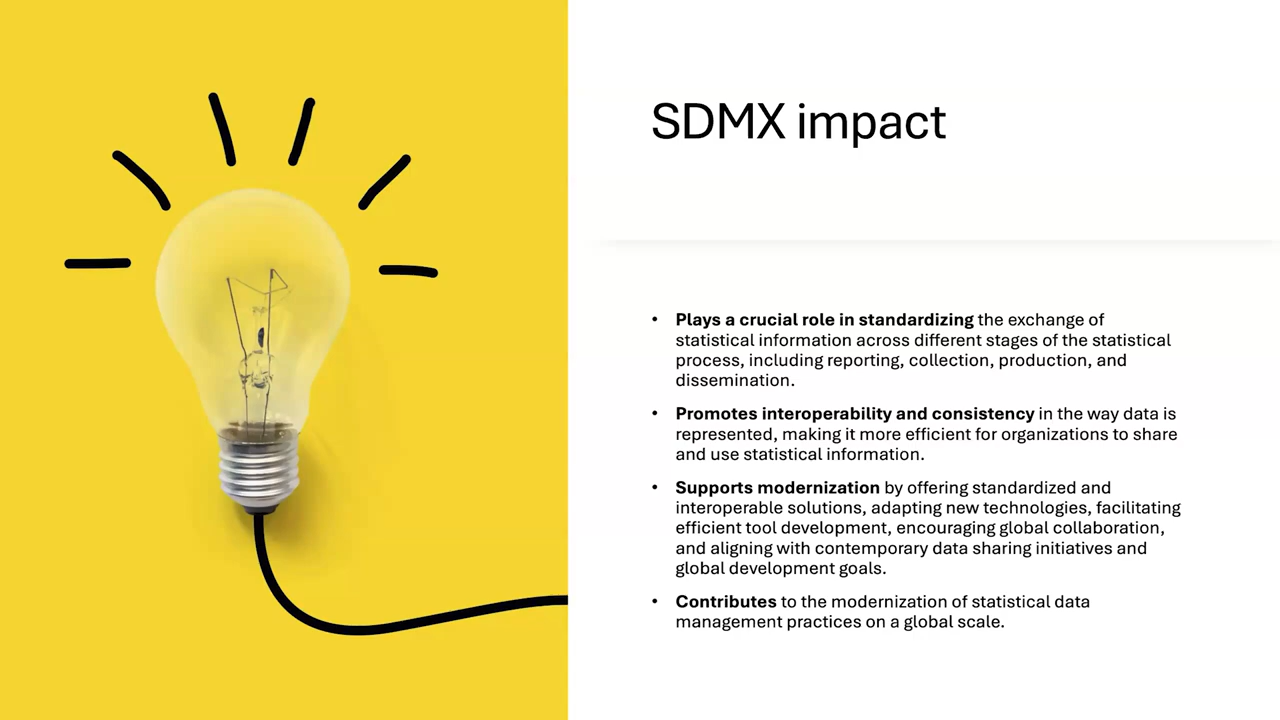 SDMX impact
• Plays a crucial role in standardizing the exchange of
statistical information across different stages of the statistical
process, including reporting, collection, production, and
dissemination.
• Promotes interoperability and consistency in the way data is
represented, making it more efficient for organizations to share
and use statistical information.
• Supports modernization by offering standardized and
interoperable solutions, adapting new technologies, facilitating
efficient tool development, encouraging global collaboration,
and aligning with contemporary data sharing initiatives and
global development goals.
• Contributes to the modernization of statistical data
management practices on a global scale.